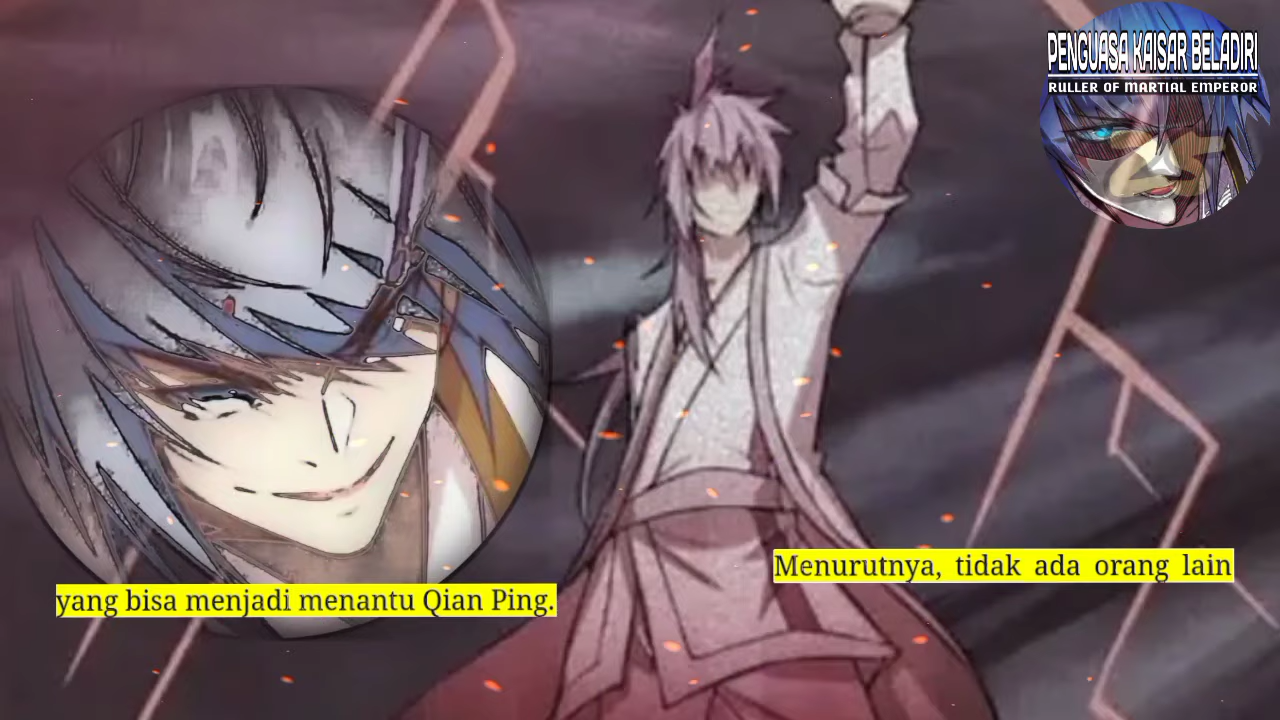 PENGUASA KAISAR BELADIRI
RULLER OF MARTIAL EMPEROR
Menurutnya, tidak ada orang lain
yang bisa menjadi menantu Qian Ping.